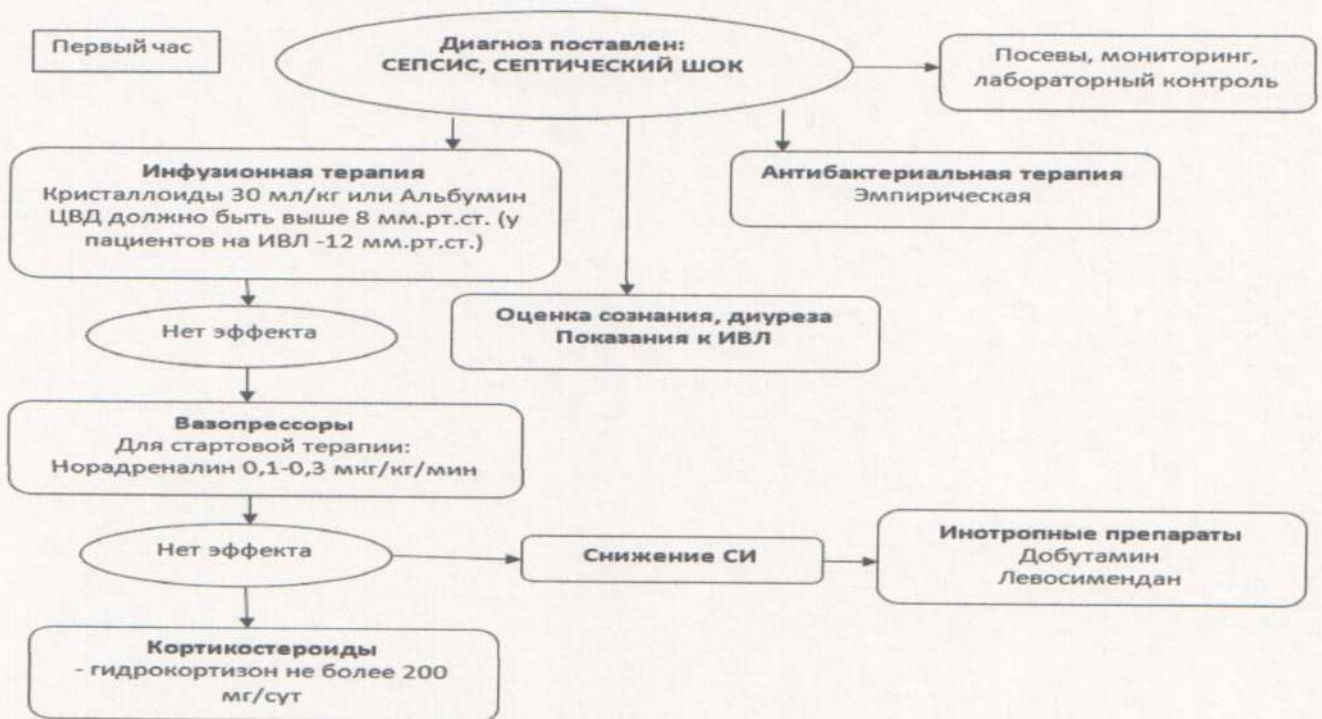 Первый час
Диагноз поставлен:
СЕПСИС, СЕПТИЧЕСКИЙ ШОК
Посевы, мониторинг,
лабораторный контроль
Инфузионная терапия
Кристаллоиды 30 мл/кг или Альбумин
ЦВД должно быть выше 8 мм.рт.ст. (у
пациентов на ИВЛ -12 мм.рт.ст.)
Антибактериальная терапия
Эмпирическая
Нет эффекта
Оценка сознания, диуреза
Показания к ИВЛ
Вазопрессоры
Для стартовой терапии:
Норадреналин 0,1-0,3 мкг/кг/мин
Нет эффекта
Снижение СИ
Инотропные препараты
Добутамин
Левосимендан
Кортикостероиды
- гидрокортизон не более 200
мг/сут